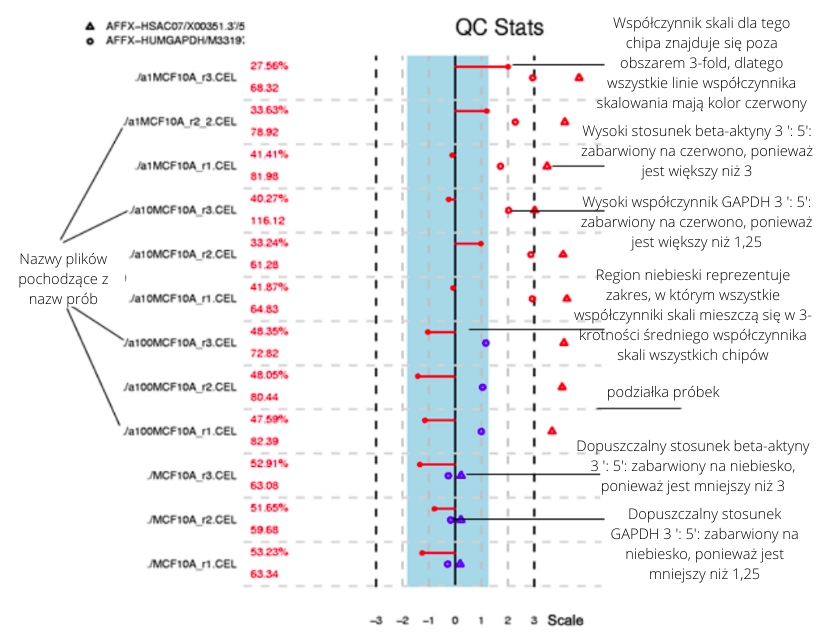 QC Stats
AFFX-HSAC07/X00351.3'/5
AFFX-HUMGAPDH/M3319
./a1MCF10A_r3.CEL
27.56%
68.32
./a1MCF10A_r2_2.CEL
33.63%
78.92
./a1MCF10A_r1.CEL
41.41%
81.98
./a10MCF10A_r3.CEL
40.27%
116.12
./a10MCF10A_r2.CEL
33.24%
61.28
./a10MCF10A_r1.CEL
41.87%
64.83
/a100MCF10A_r3.CEL
48.35%
72.82
/a100MCF10A_r2.CEL
48.05%
80.44
/a100MCF10A_r1.CEL
47.59%
82.39
./MCF10A_r3.CEL
52.91%
63.08
./MCF10A_r2.CEL
51.65%
59.68
./MCF10A_r1.CEL
53.23%
63.34
-3 -2 -1 0 1 2 3 Scale
Nazwy plików
pochodzące z
nazw prób
Współczynnik skali dla tego
chipa znajduje się poza
obszarem 3-fold, dlatego
wszystkie linie współczynnika
skalowania mają kolor czerwony
Wysoki stosunek beta-aktyny 3 ': 5':
zabarwiony na czerwono, ponieważ
jest większy niż 3
Wysoki współczynnik GAPDH 3 ': 5':
zabarwiony na czerwono, ponieważ
jest większy niż 1,25
Region niebieski reprezentuje
zakres, w którym wszystkie
współczynniki skali mieszczą się w 3-
krotności średniego współczynnika
skali wszystkich chipów
podziałka próbek
Dopuszczalny stosunek beta-aktyny
3 ': 5': zabarwiony na niebiesko,
ponieważ jest mniejszy niż 3
Dopuszczalny stosunek
GAPDH 3 ': 5': zabarwiony na
niebiesko, ponieważ jest
mniejszy niż 1,25